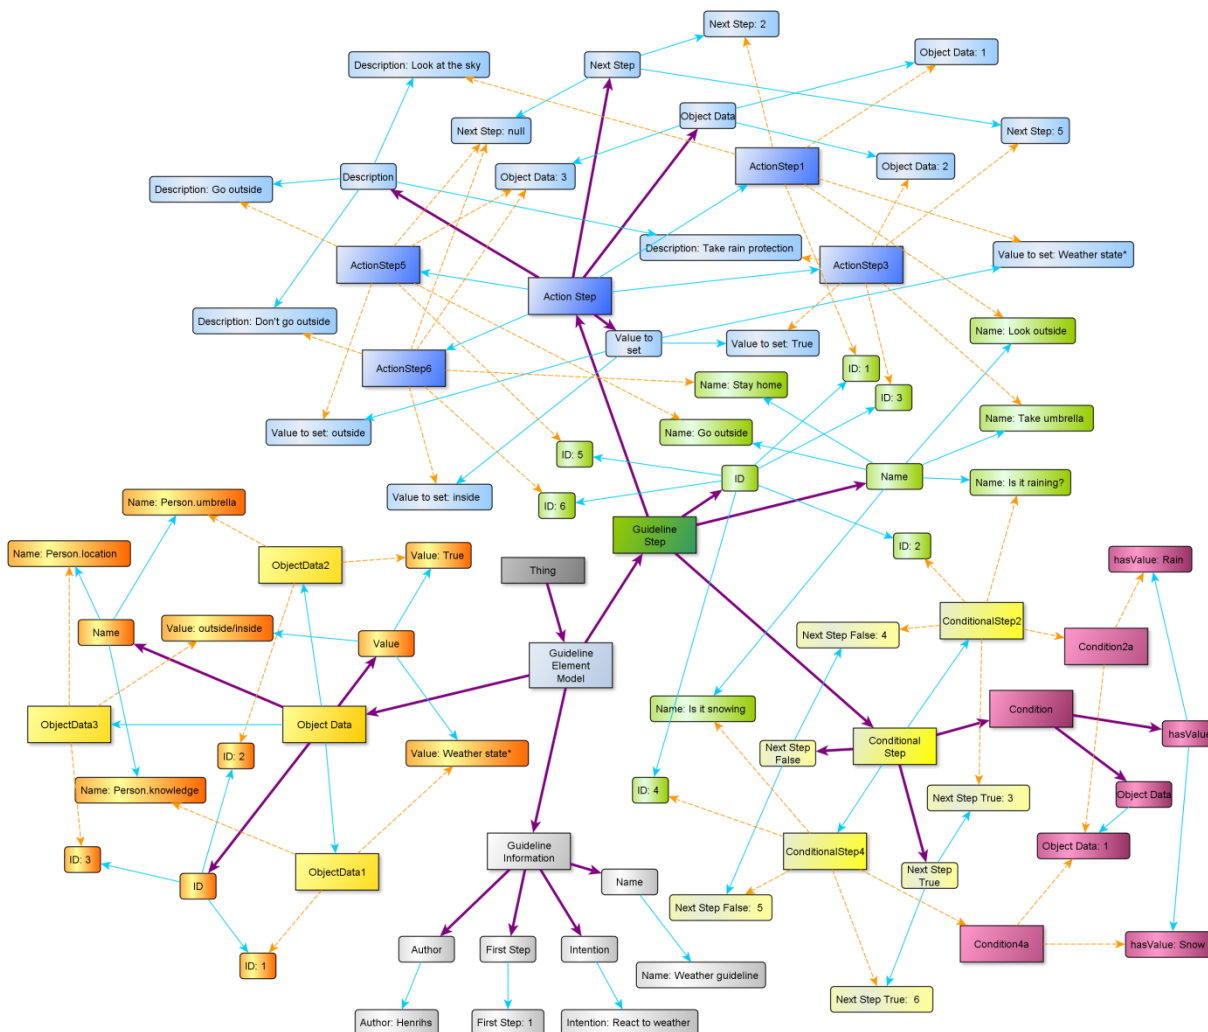 Next Step: 2
Object Data: 1
Description: Look at the sky
Next Step
Object Data
Next Step: null
Next Step: 5
ActionStep1
Object Data: 2
Object Data: 3
Description
Description: Go outside
Description: Take rain protection
ActionStep3
Value to set: Weather state*
ActionStep5
Action Step
Description: Don't go outside
Name: Look outside
Value to
set
Value to set: True
ActionStep6
ID: 1
Name: Stay home
ID: 3
Value to set: outside
Name: Go outside
Name: Take umbrella
ID: 5
ID
Name
Name: Is it raining?
Value to set: inside
Name: Person.umbrella
ID: 6
Guideline
Step
ID: 2
Name: Person.location
ObjectData2
Value: True
Thing
hasValue: Rain
Name
Value: outside/inside
Value
Next Step False: 4
ConditionalStep2
Condition2a
Guideline
Element
Model
ObjectData3
Object Data
Name: Is it snowing
Condition
ID: 2
Value: Weather state*
Next Step
False
Conditional
Step
hasValue
Name: Person.knowledge
ID: 4
Next Step True: 3
Object Data
ID: 3
Guideline
Information
ConditionalStep4
Object Data: 1
ID
ObjectData1
Name
Next Step
True
Next Step False:  5
Author
First Step
Intention
Condition4a
hasValue: Snow
ID: 1
Name: Weather guideline
Next Step True:  6
Author: Henrihs
First Step: 1
Intention: React to weather